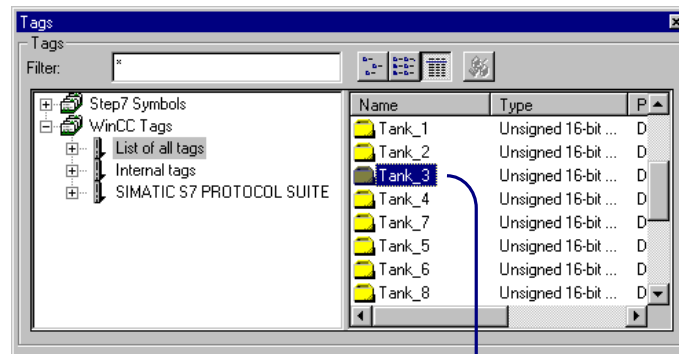 Tags
Tags
Filter: *
Step7 Symbols
WinCC Tags
List of all tags
Internal tags
SIMATIC S7 PROTOCOL SUITE
Name Type P
Tank_1 Unsigned 16-bit ... D
Tank_2 Unsigned 16-bit ... D
Tank_3 Unsigned 16-bit ... D
Tank_4 Unsigned 16-bit ... D
Tank_7 Unsigned 16-bit ... D
Tank_5 Unsigned 16-bit ... D
Tank_6 Unsigned 16-bit ... D
Tank_8 Unsigned 16-bit ... D